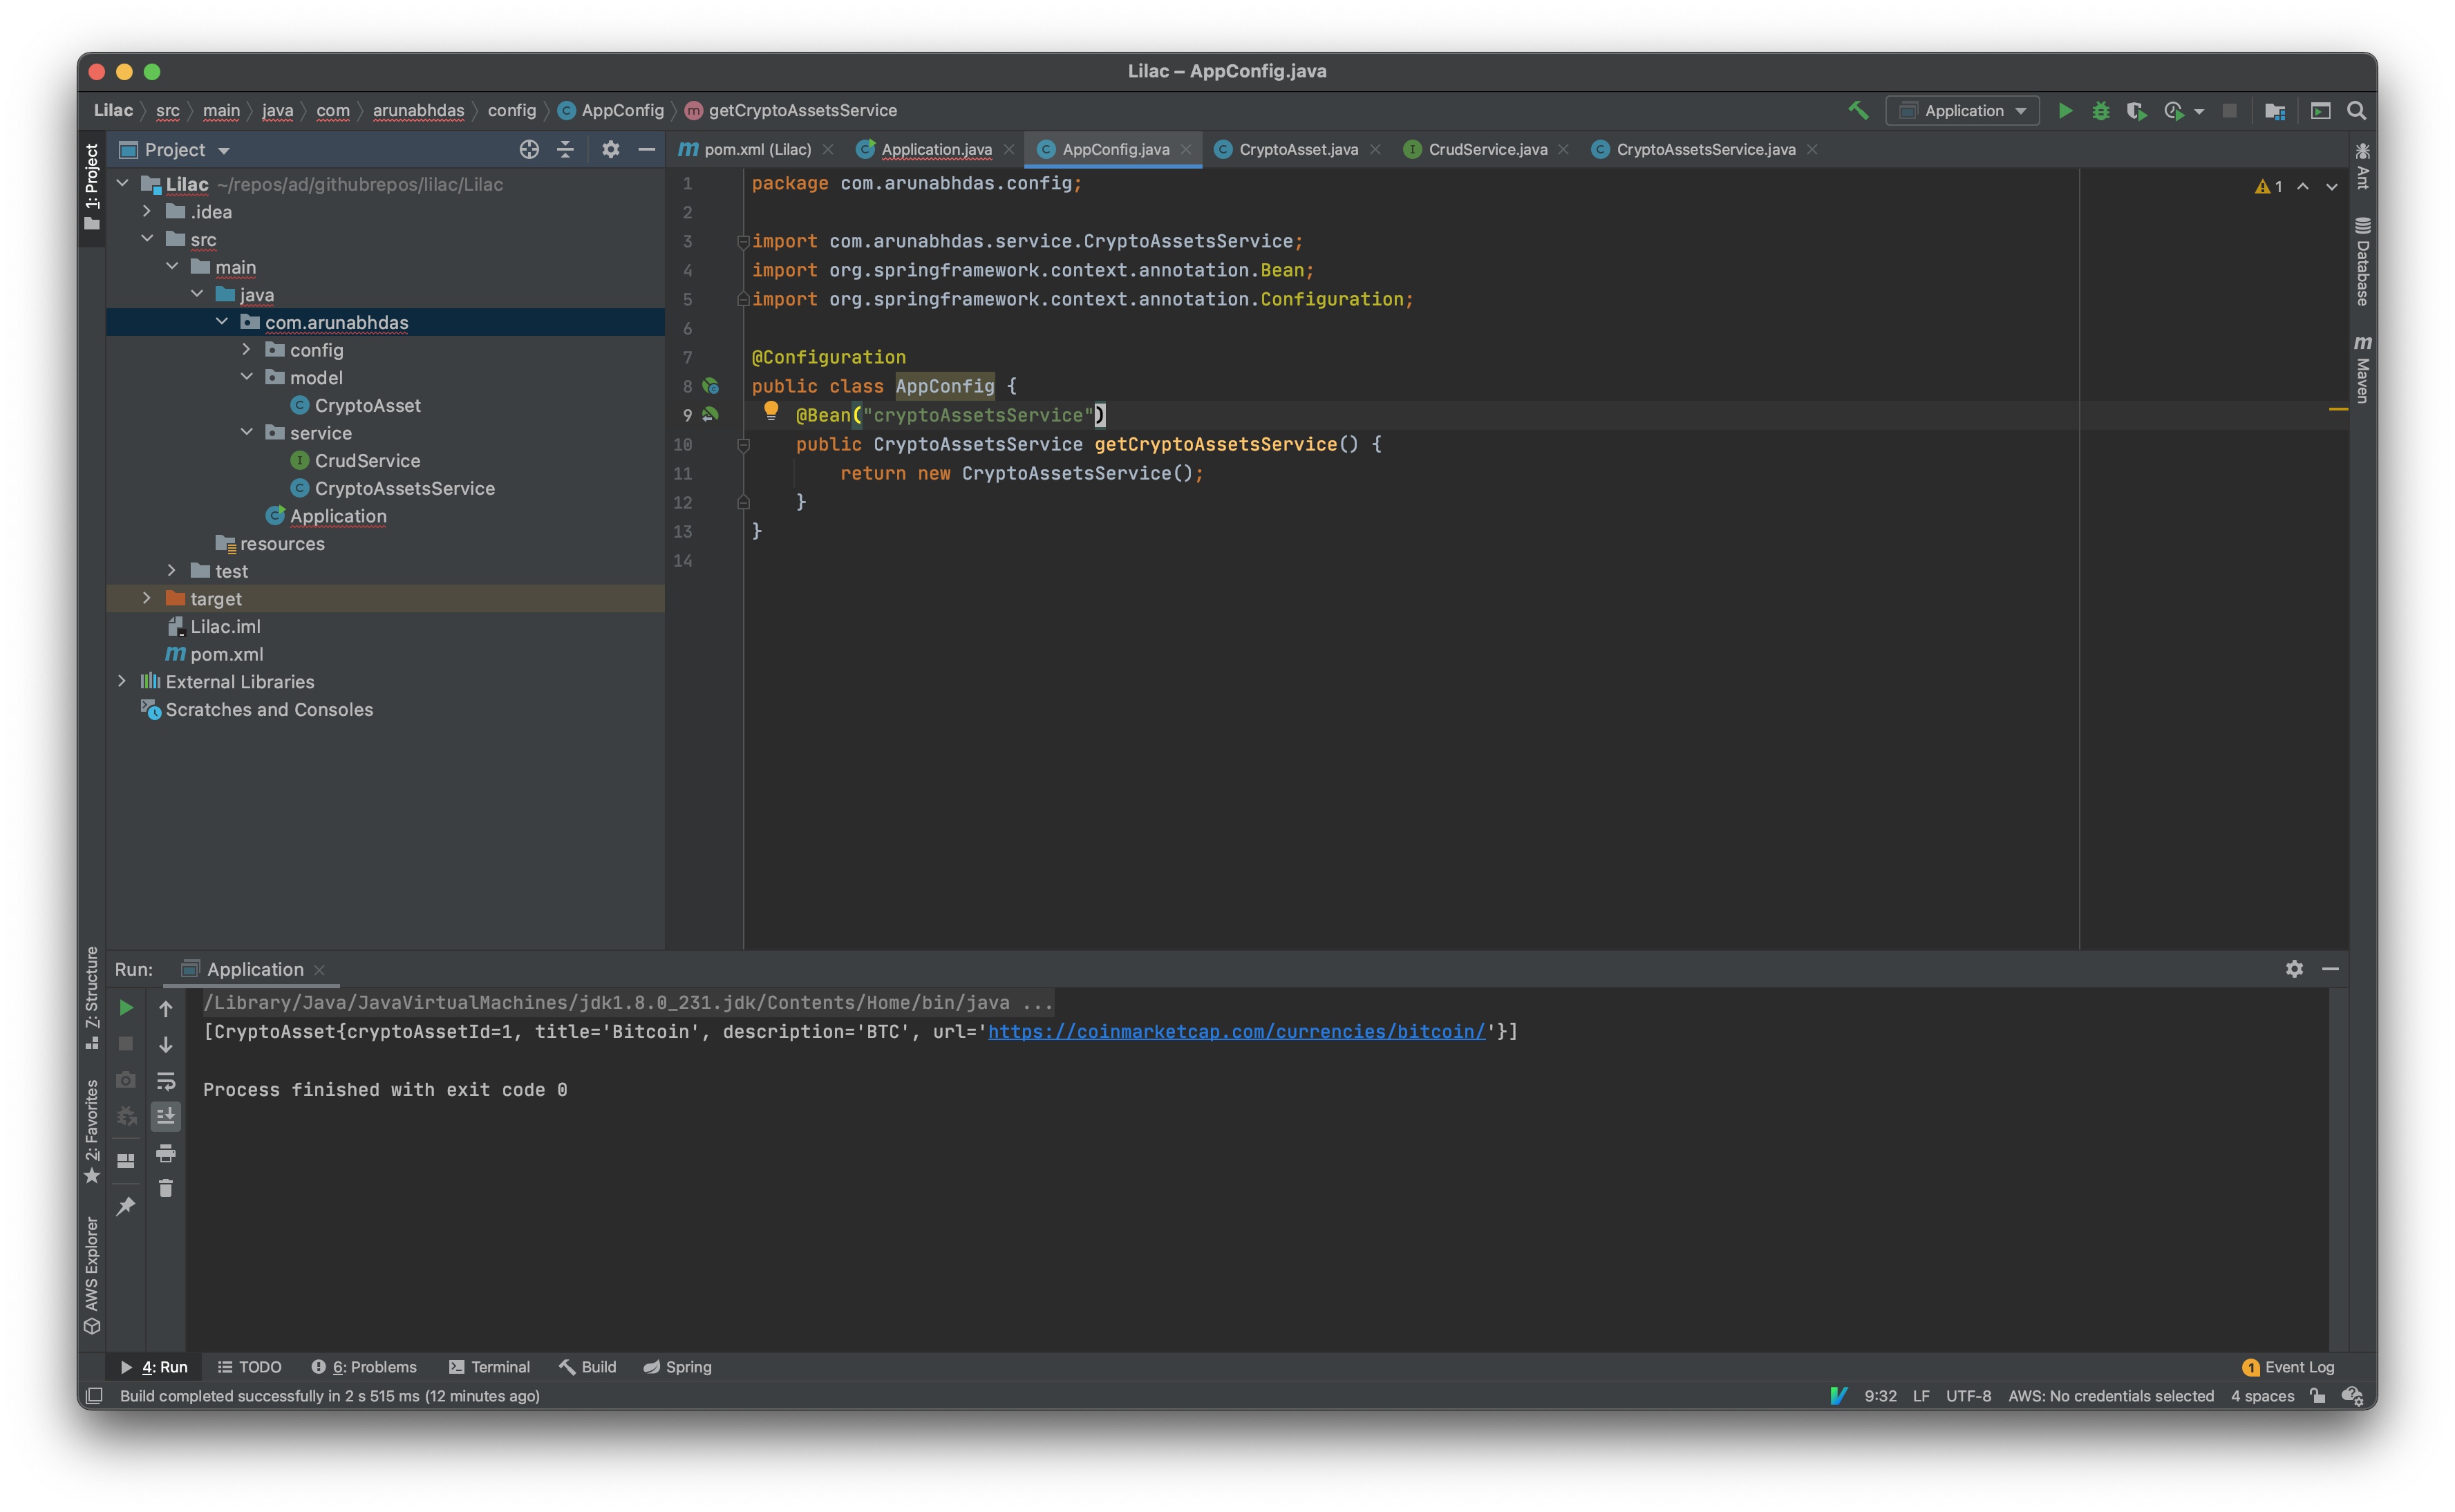 Lilac – AppConfig.java
Lilac src main java com arunabhdas config AppConfig getCryptoAssetsService
Application
Project
pom.xml (Lilac) Application.java AppConfig.java CryptoAsset.java CrudService.java CryptoAssetsService.java
1: Project
Lilac ~/repos/ad/githubrepos/lilac/Lilac
.idea
src
main
java
com.arunabhdas
config
model
CryptoAsset
service
CrudService
CryptoAssetsService
Application
resources
test
target
Lilac.iml
pom.xml
External Libraries
Scratches and Consoles
1 package com.arunabhdas.config;
2
3 import com.arunabhdas.service.CryptoAssetsService;
4 import org.springframework.context.annotation.Bean;
5 import org.springframework.context.annotation.Configuration;
6
7 @Configuration
8 public class AppConfig {
9 @Bean("cryptoAssetsService")
10 public CryptoAssetsService getCryptoAssetsService() {
11 return new CryptoAssetsService();
12 }
13 }
14
1
Ant
Database
Maven
Z: Structure
2: Favorites
AWS Explorer
Run: Application
/Library/Java/JavaVirtualMachines/jdk1.8.0_231.jdk/Contents/Home/bin/java ...
[CryptoAsset{cryptoAssetId=1, title='Bitcoin', description='BTC', url='https://coinmarketcap.com/currencies/bitcoin/'}]
Process finished with exit code 0
4: Run TODO 6: Problems Terminal Build Spring 1 Event Log
Build completed successfully in 2 s 515 ms (12 minutes ago) 9:32 LF UTF-8 AWS: No credentials selected 4 spaces